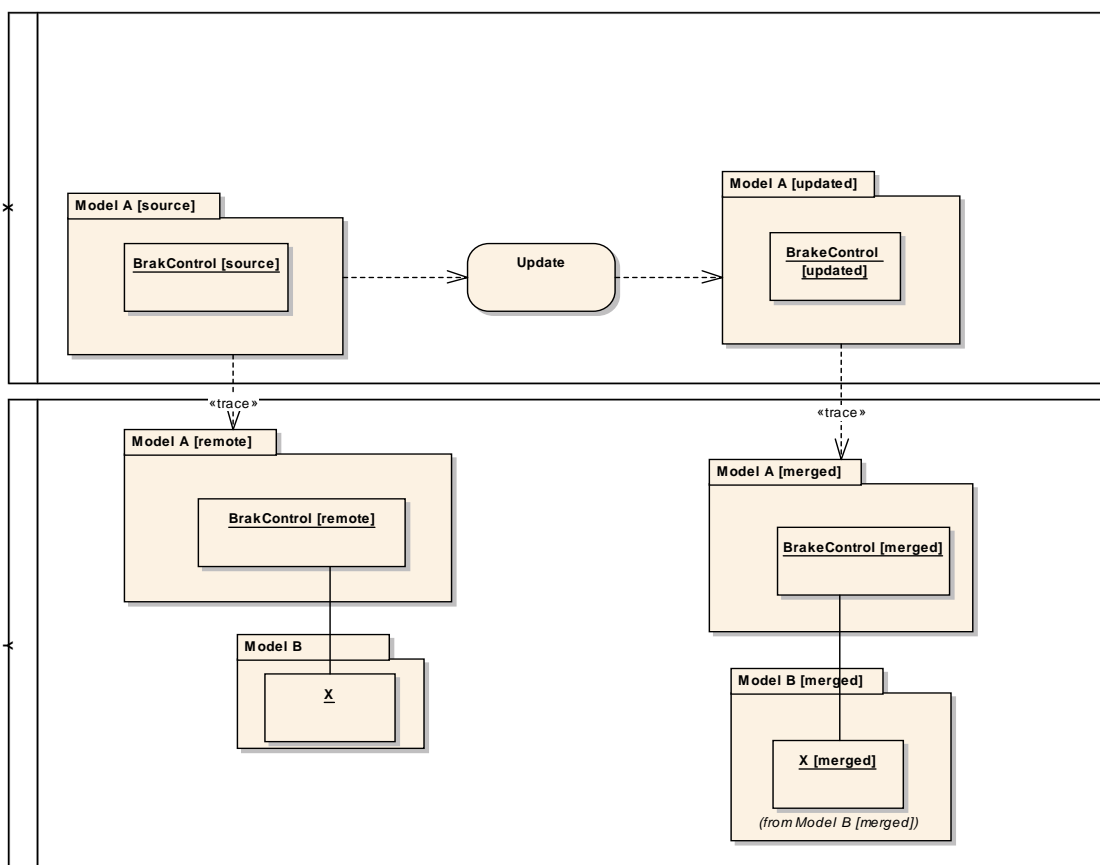 X
Model A [updated]
Model A [source]
BrakeControl
[updated]
BrakControl [source]
Update
«trace»
«trace»
Y
Model A [remote]
Model A [merged]
BrakControl [remote]
BrakeControl [merged]
Model B
Model B [merged]
X
X [merged]
(from Model B [merged])